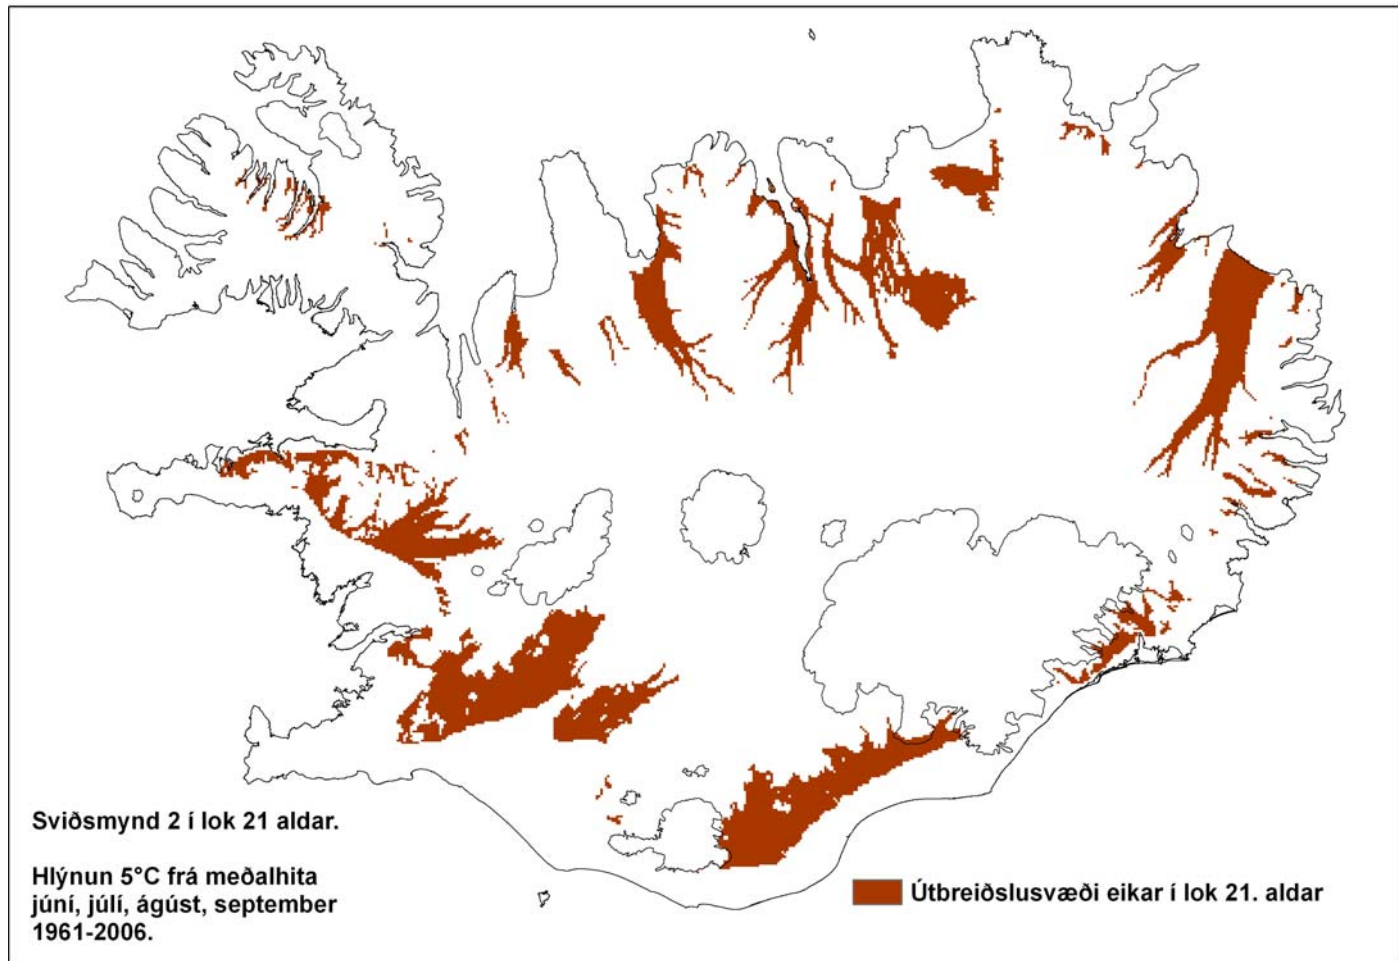 Sviðsmynd 2 í lok 21 aldar.
Hlýnun 5°C frá meðalhita
júní, júlí, ágúst, september
1961-2006.
Útbreiðslusvæði eikar í lok 21. aldar